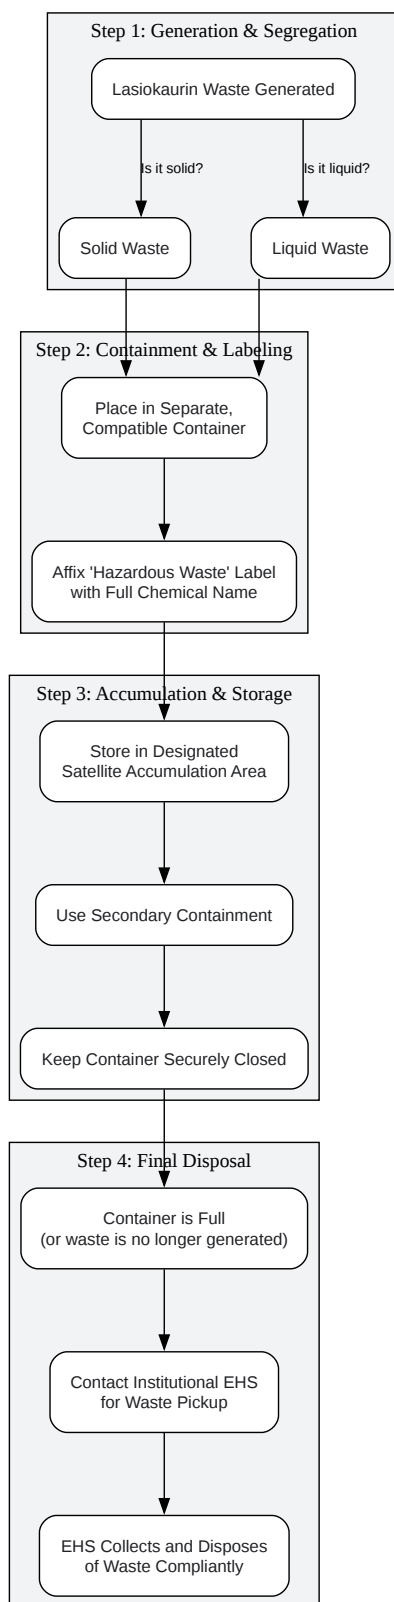 Step 1: Generation & Segregation
Lasiokaurin Waste Generated
Is it solid?
Is it liquid?
Solid Waste
Liquid Waste
Step 2: Containment & Labeling
Place in Separate,
Compatible Container
Affix 'Hazardous Waste' Label
with Full Chemical Name
Step 3: Accumulation & Storage
Store in Designated
Satellite Accumulation Area
Use Secondary Containment
Keep Container Securely Closed
Step 4: Final Disposal
Container is Full
(or waste is no longer generated)
Contact Institutional EHS
for Waste Pickup
EHS Collects and Disposes
of Waste Compliantly